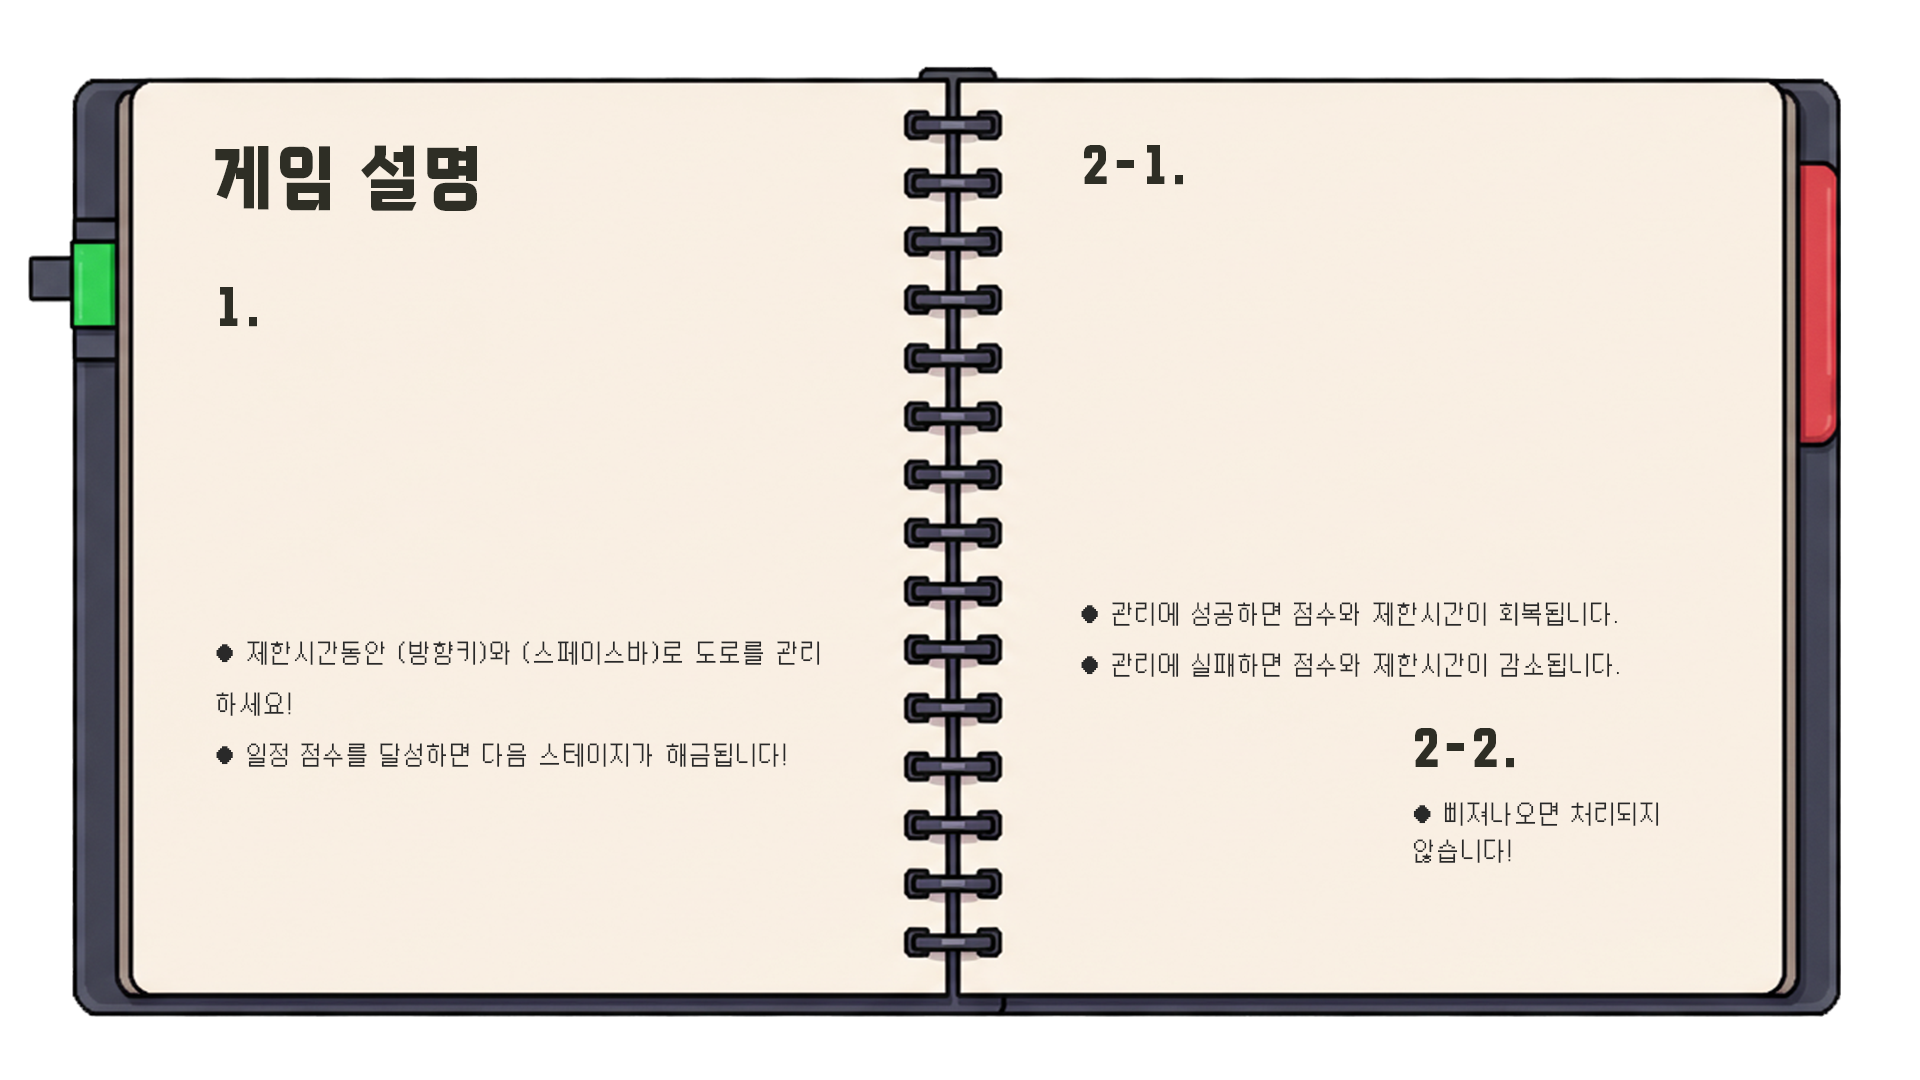 게임 설명
1.
● 제한시간동안 (방향키)와 (스페이스바)로 도로를 관리
하세요!
● 일정 점수를 달성하면 다음 스테이지가 해금됩니다!
2-1.
● 관리에 성공하면 점수와 제한시간이 회복됩니다.
● 관리에 실패하면 점수와 제한시간이 감소됩니다.
2-2.
● 삐져나오면 처리되지
않습니다!